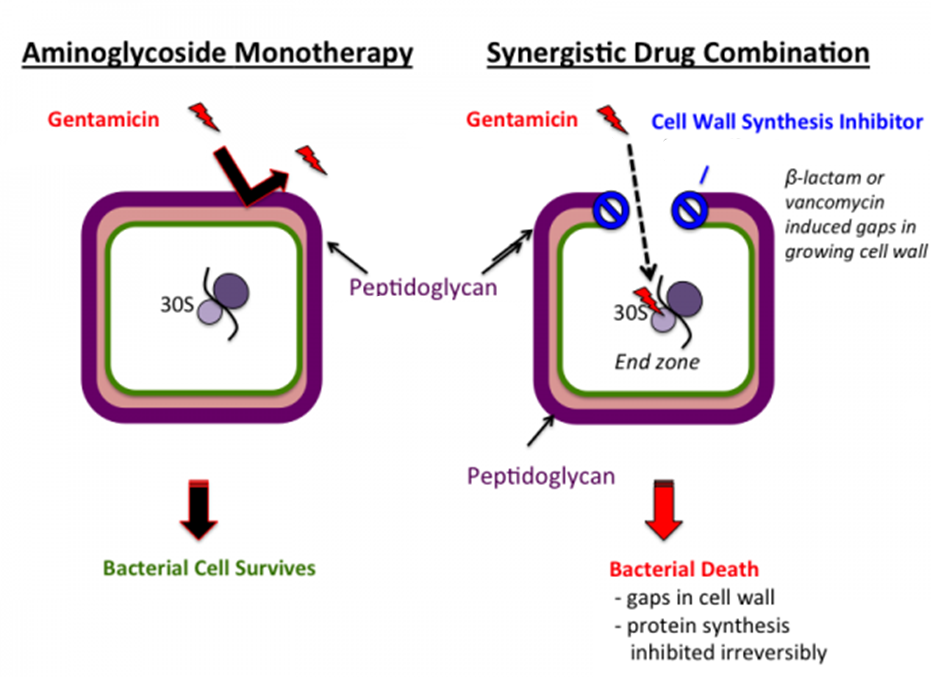 Aminoglycoside Monotherapy
Synergistic Drug Combination
Gentamicin
Gentamicin
Cell Wall Synthesis Inhibitor
β-lactam or
vancomycin
induced gaps in
growing cell wall
Peptidoglycan
30S
30S
End zone
Peptidoglycan
Bacterial Cell Survives
Bacterial Death
- gaps in cell wall
- protein synthesis
inhibited irreversibly